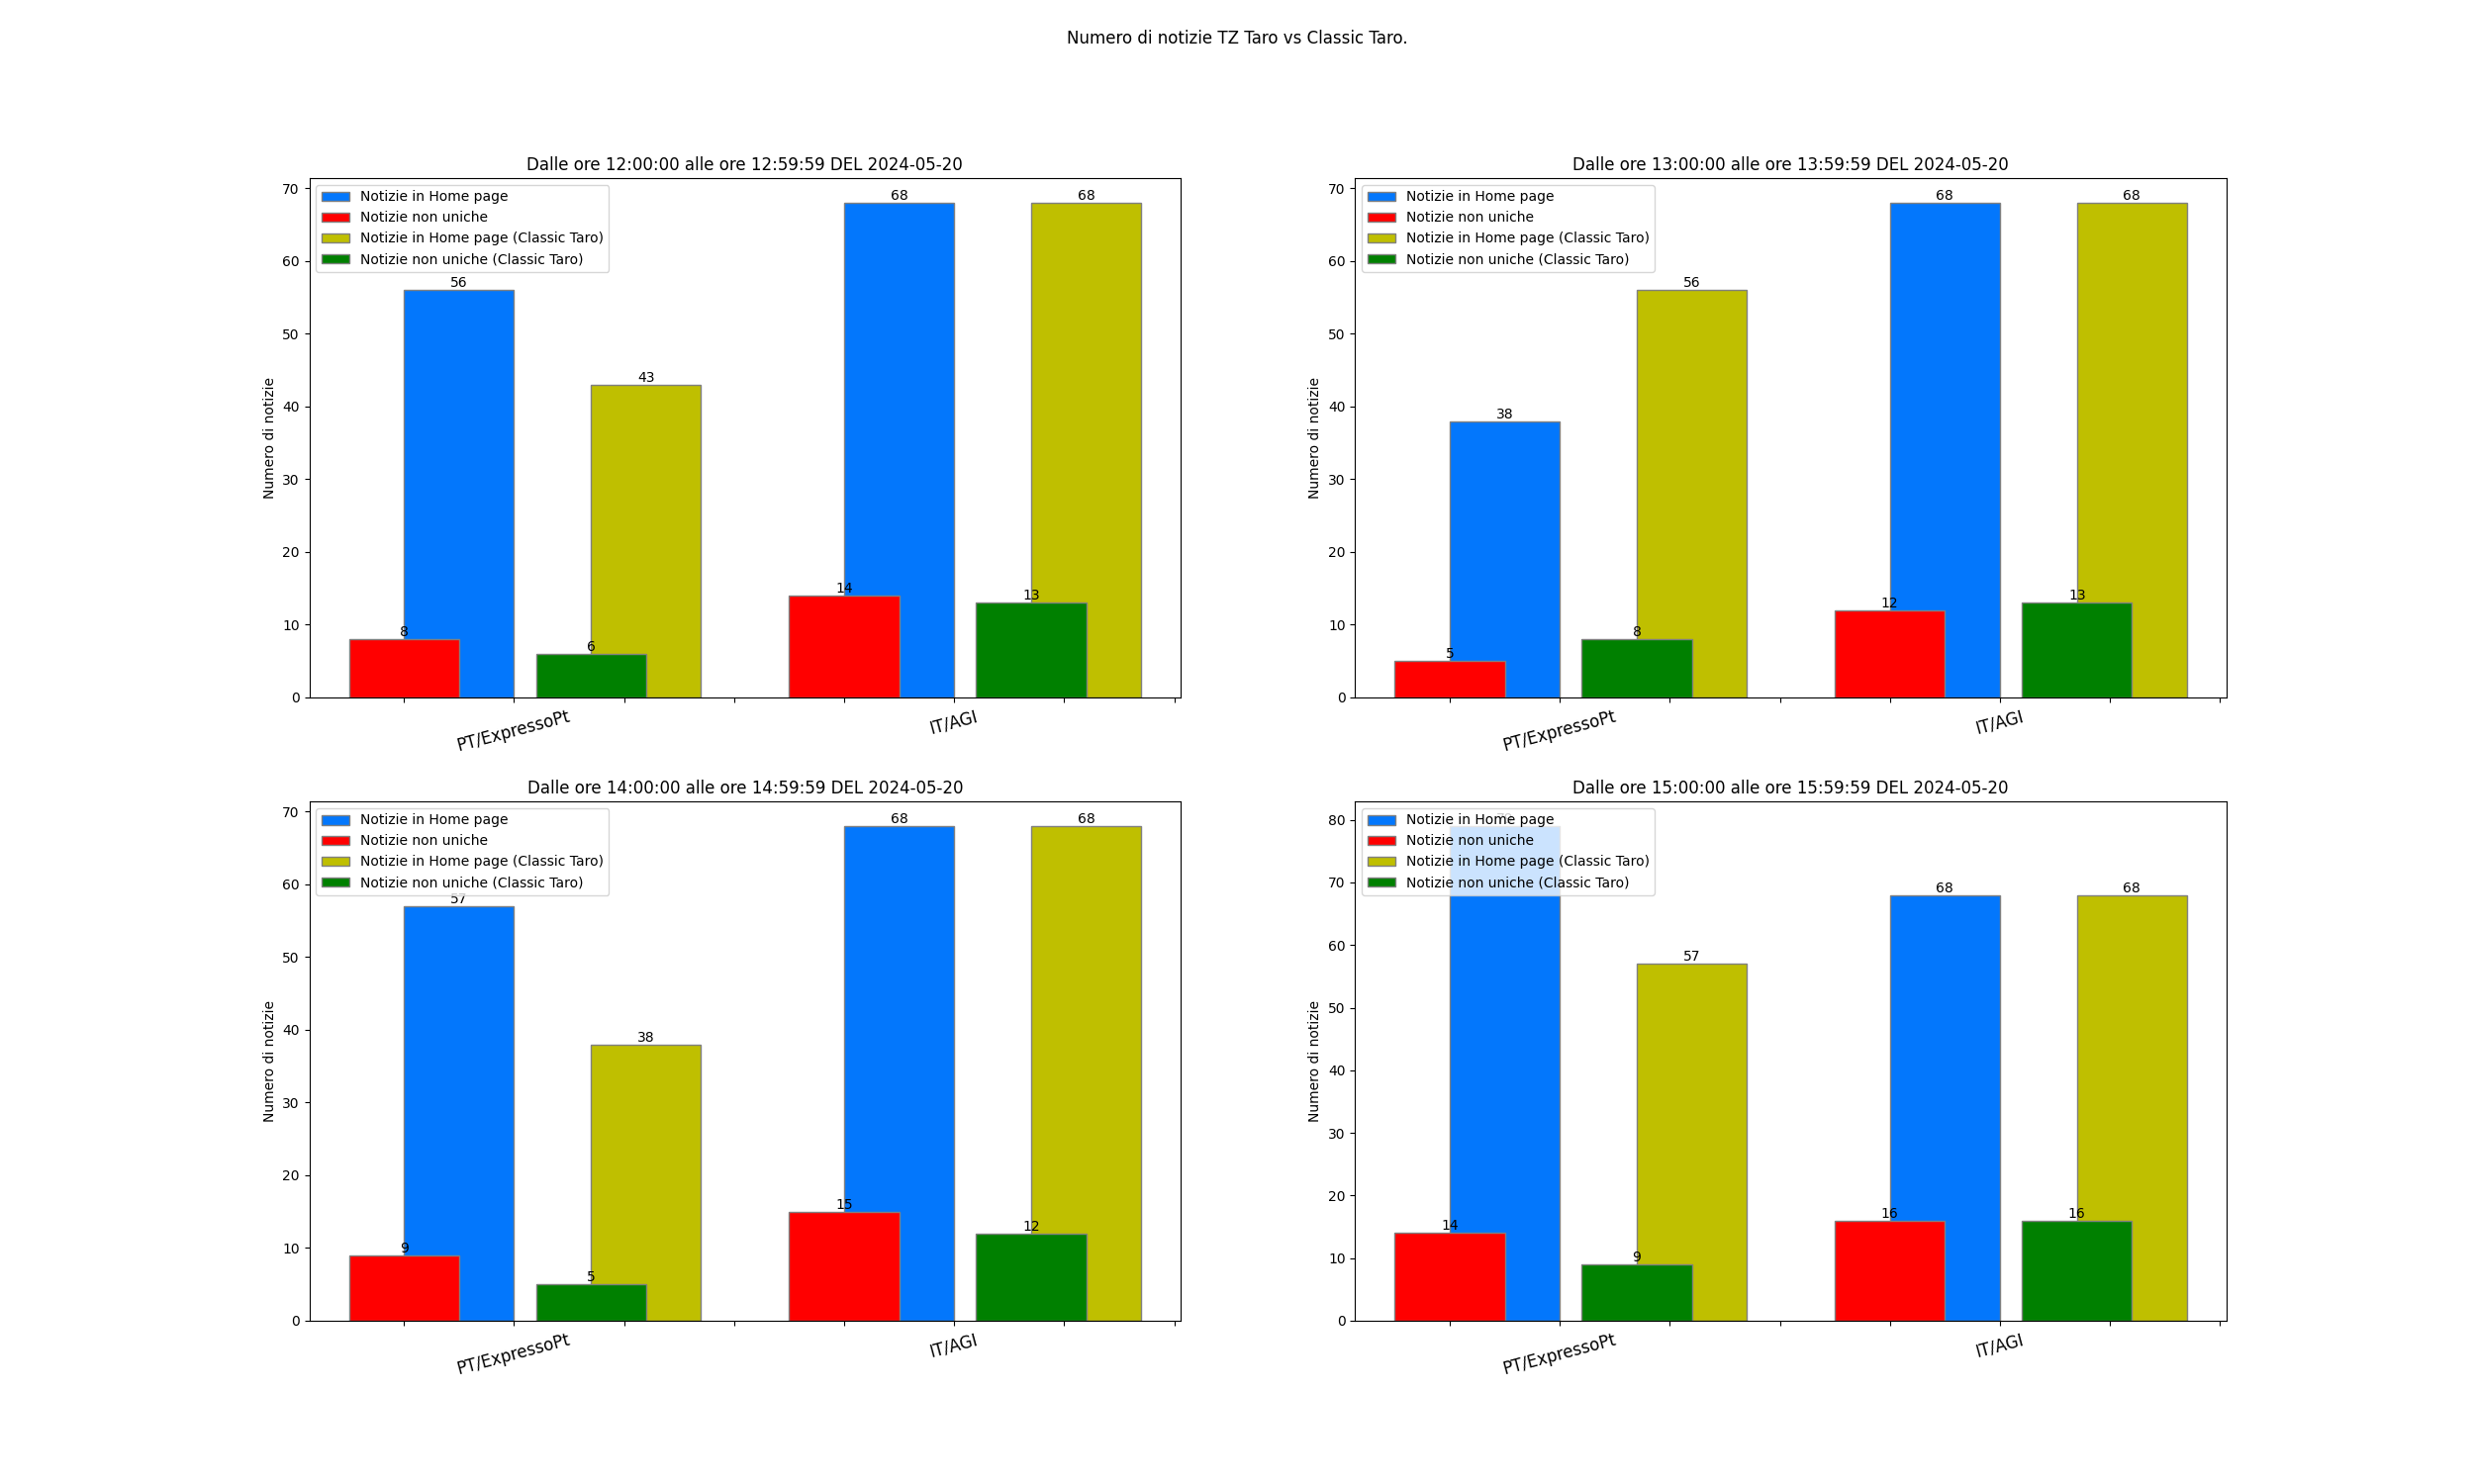 Numero di notizie TZ Taro vs Classic Taro.
Dalle ore 12:00:00 alle ore 12:59:59 DEL 2024-05-20
Notizie in Home page
Notizie non uniche
Notizie in Home page (Classic Taro)
Notizie non uniche (Classic Taro)
Numero di notizie
70
60
50
40
30
20
10
0
56
8
43
6
68
14
68
13
PT/ExpressoPt
IT/AGI
Dalle ore 13:00:00 alle ore 13:59:59 DEL 2024-05-20
Notizie in Home page
Notizie non uniche
Notizie in Home page (Classic Taro)
Notizie non uniche (Classic Taro)
Numero di notizie
70
60
50
40
30
20
10
0
38
5
56
8
68
12
68
13
PT/ExpressoPt
IT/AGI
Dalle ore 14:00:00 alle ore 14:59:59 DEL 2024-05-20
Notizie in Home page
Notizie non uniche
Notizie in Home page (Classic Taro)
Notizie non uniche (Classic Taro)
Numero di notizie
70
60
50
40
30
20
10
0
57
9
38
5
68
15
68
12
PT/ExpressoPt
IT/AGI
Dalle ore 15:00:00 alle ore 15:59:59 DEL 2024-05-20
Notizie in Home page
Notizie non uniche
Notizie in Home page (Classic Taro)
Notizie non uniche (Classic Taro)
Numero di notizie
80
70
60
50
40
30
20
10
0
14
57
9
68
16
68
16
PT/ExpressoPt
IT/AGI